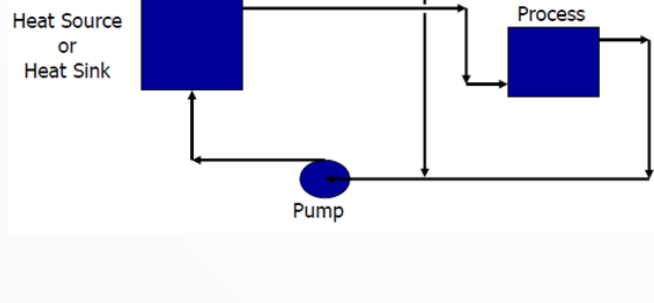 Heat Source
or
Heat Sink
Process
Pump